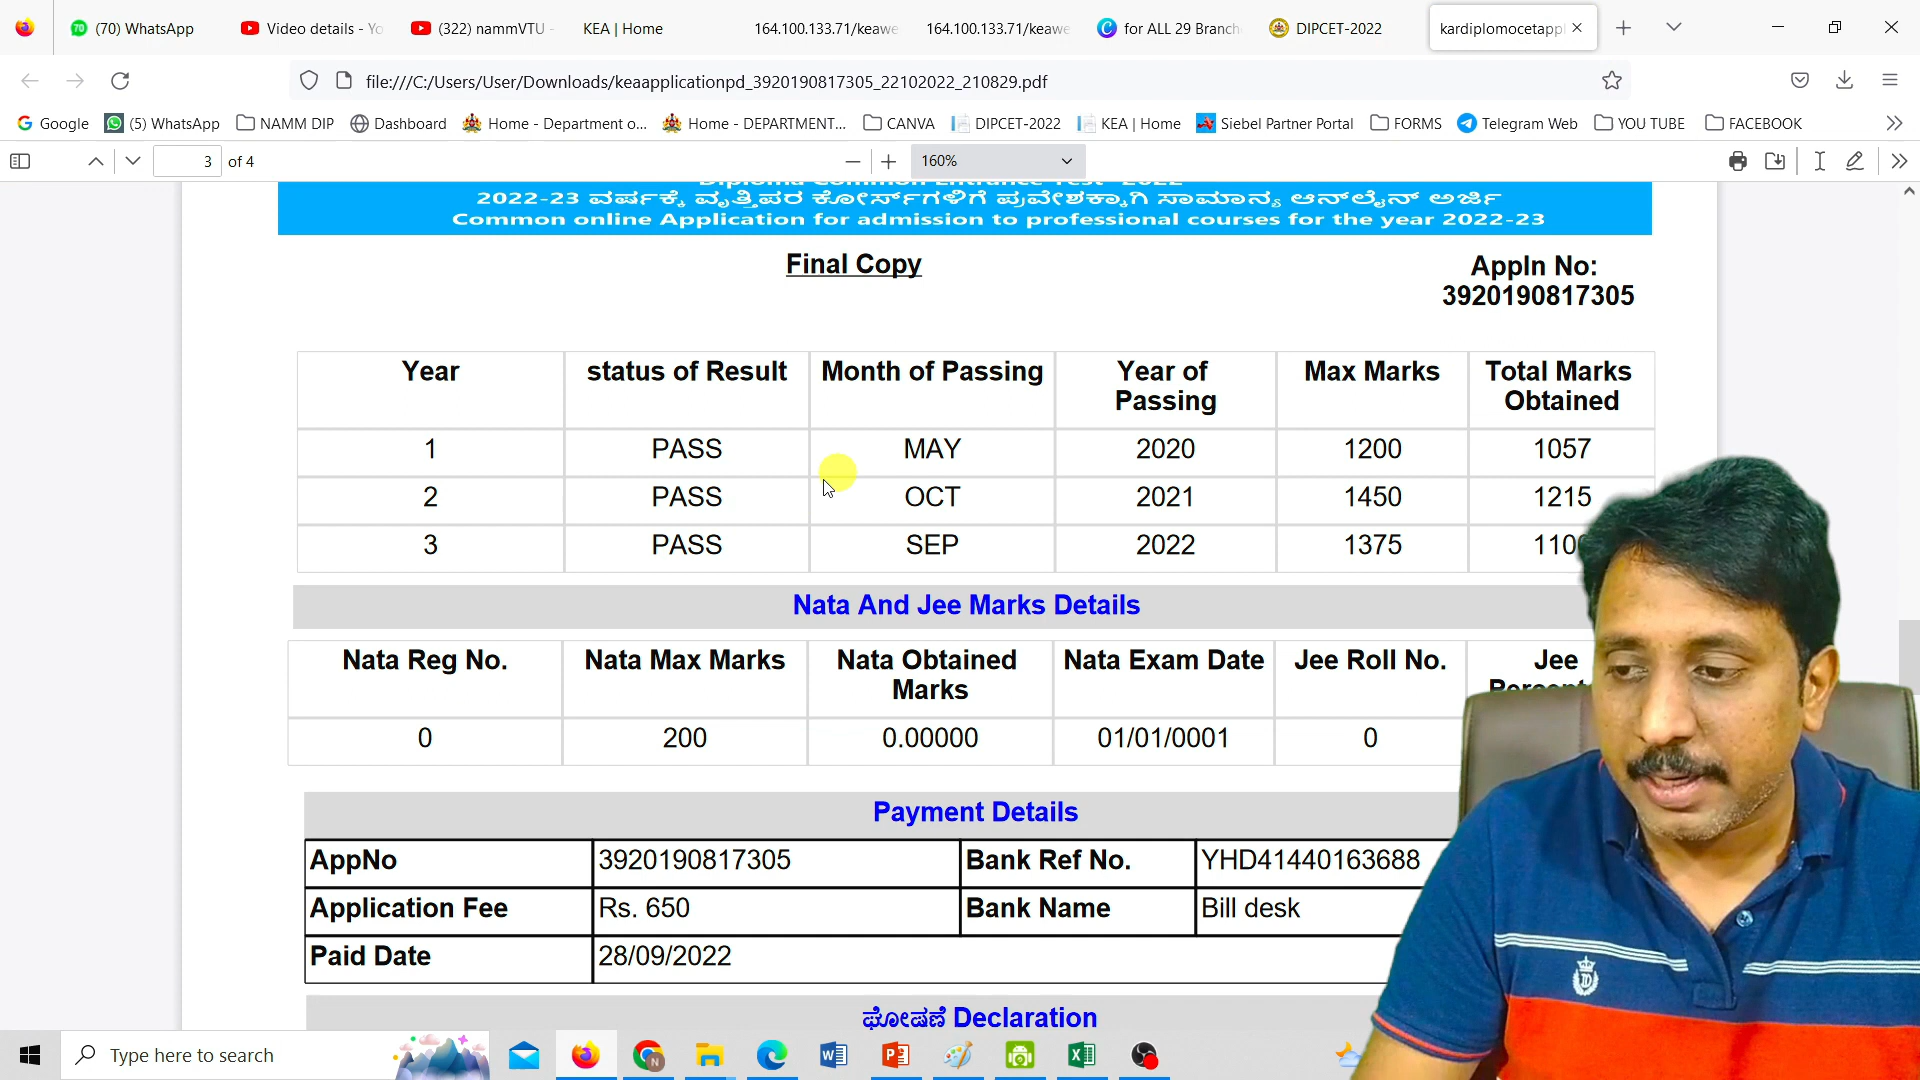 (70) WhatsApp
Video details - Yo
(322) nammVTU -
KEA | Home
164.100.133.71/keawe
164.100.133.71/keawe
for ALL 29 Branch
DIPCET-2022
kardiplomocetappl
file:///C:/Users/User/Downloads/keaapplicationpd_3920190817305_22102022_210829.pdf
Google
(5) WhatsApp
NAMM DIP
Dashboard
Home - Department o...
Home - DEPARTMENT...
CANVA
DIPCET-2022
KEA | Home
Siebel Partner Portal
FORMS
Telegram Web
YOU TUBE
FACEBOOK
3 of 4
160%
Diploma Common Entrance Test -2022
2022-23 ವರ್ಷಕ್ಕೆ ವೃತ್ತಿಪರ ಕೋರ್ಸ್‌ಗಳಿಗೆ ಪ್ರವೇಶಕ್ಕಾಗಿ ಸಾಮಾನ್ಯ ಆನ್‌ಲೈನ್ ಅರ್ಜಿ
Common online Application for admission to professional courses for the year 2022-23
Final Copy
Appln No:
3920190817305
Year | status of Result | Month of Passing | Year of Passing | Max Marks | Total Marks Obtained
1 PASS MAY 2020 1200 1057
2 PASS OCT 2021 1450 1215
3 PASS SEP 2022 1375 110
Nata And Jee Marks Details
Nata Reg No. | Nata Max Marks | Nata Obtained Marks | Nata Exam Date | Jee Roll No. | Jee
0 200 0.00000 01/01/0001 0
Payment Details
AppNo 3920190817305 Bank Ref No. YHD41440163688
Application Fee Rs. 650 Bank Name Bill desk
Paid Date 28/09/2022
ಘೋಷಣೆ Declaration
Type here to search